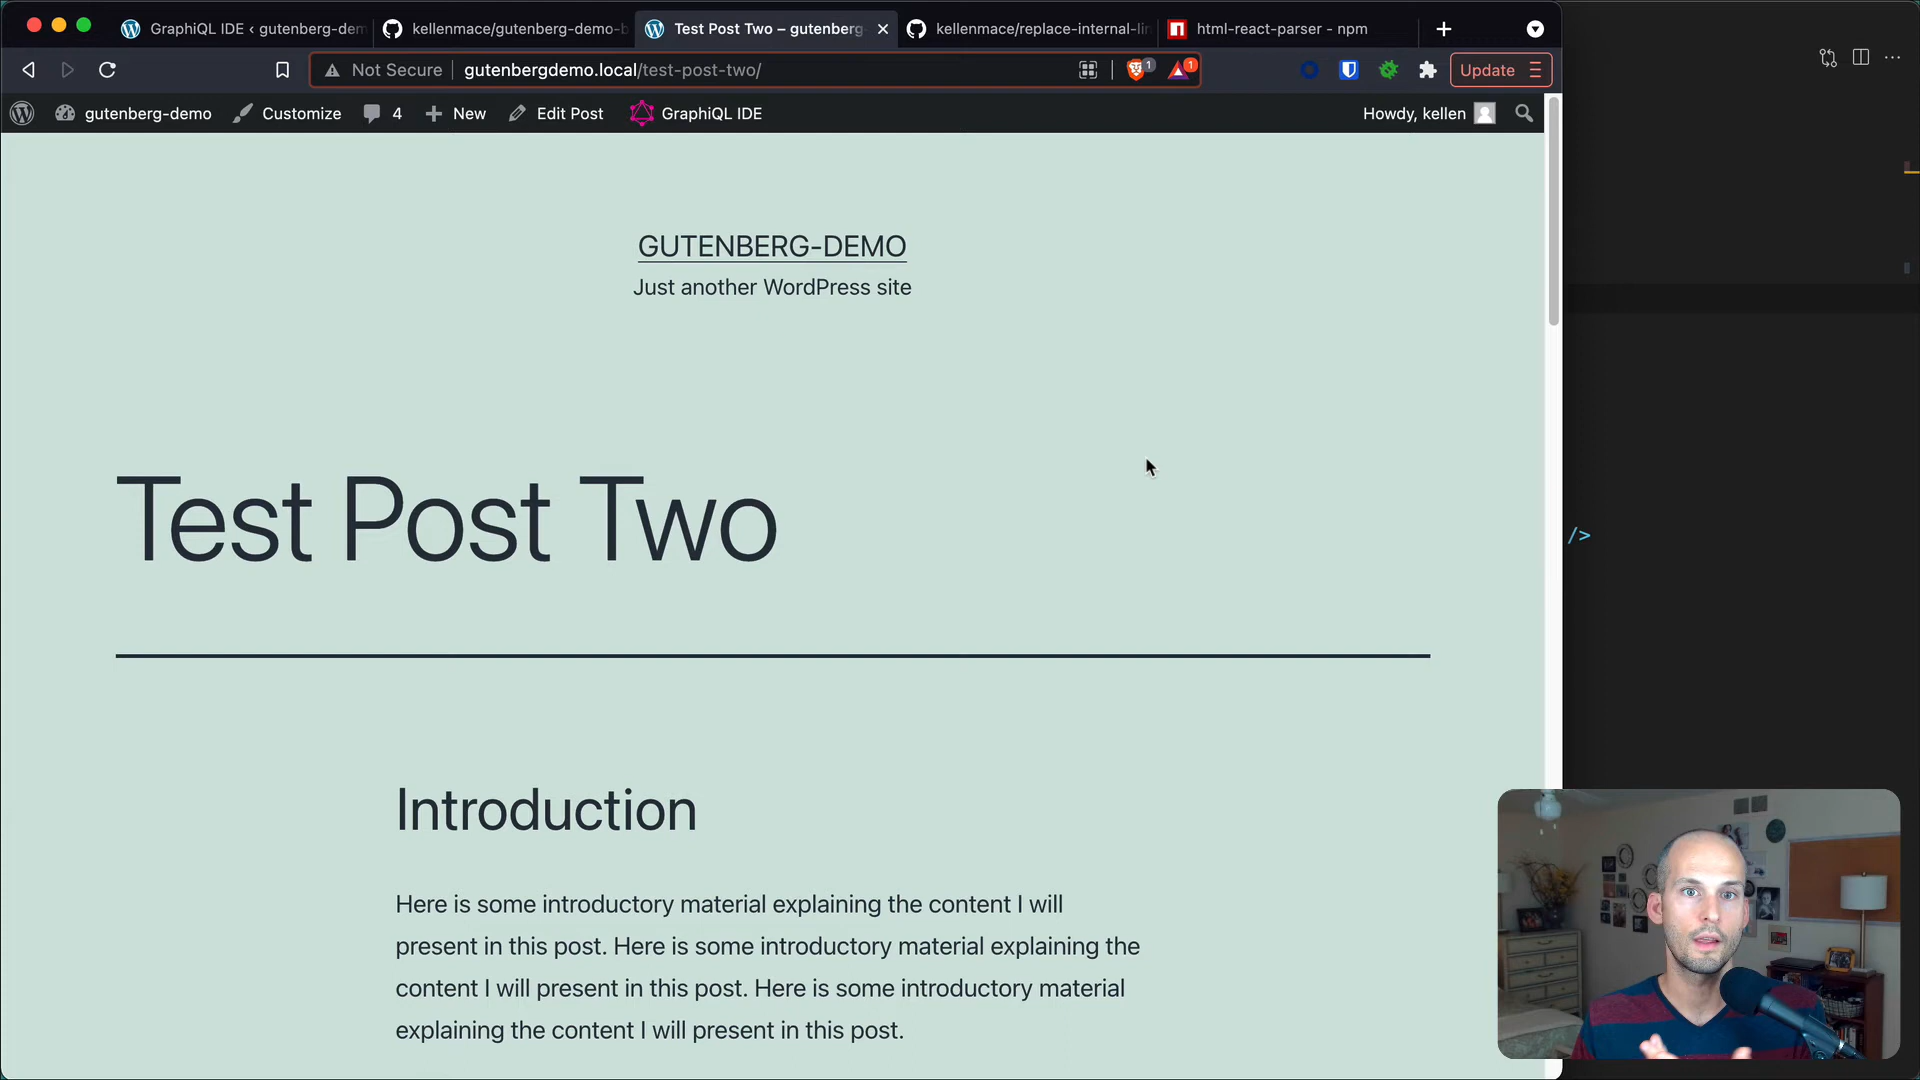 GraphiQL IDE ‹ gutenberg-dem
kellenmace/gutenberg-demo-b
Test Post Two – gutenberg
kellenmace/replace-internal-lin
html-react-parser - npm
Not Secure
gutenbergdemo.local/test-post-two/
1
1
Update
gutenberg-demo
Customize
4
New
Edit Post
GraphiQL IDE
Howdy, kellen
GUTENBERG-DEMO
Just another WordPress site
Test Post Two
/>
Introduction
Here is some introductory material explaining the content I will
present in this post. Here is some introductory material explaining the
content I will present in this post. Here is some introductory material
explaining the content I will present in this post.